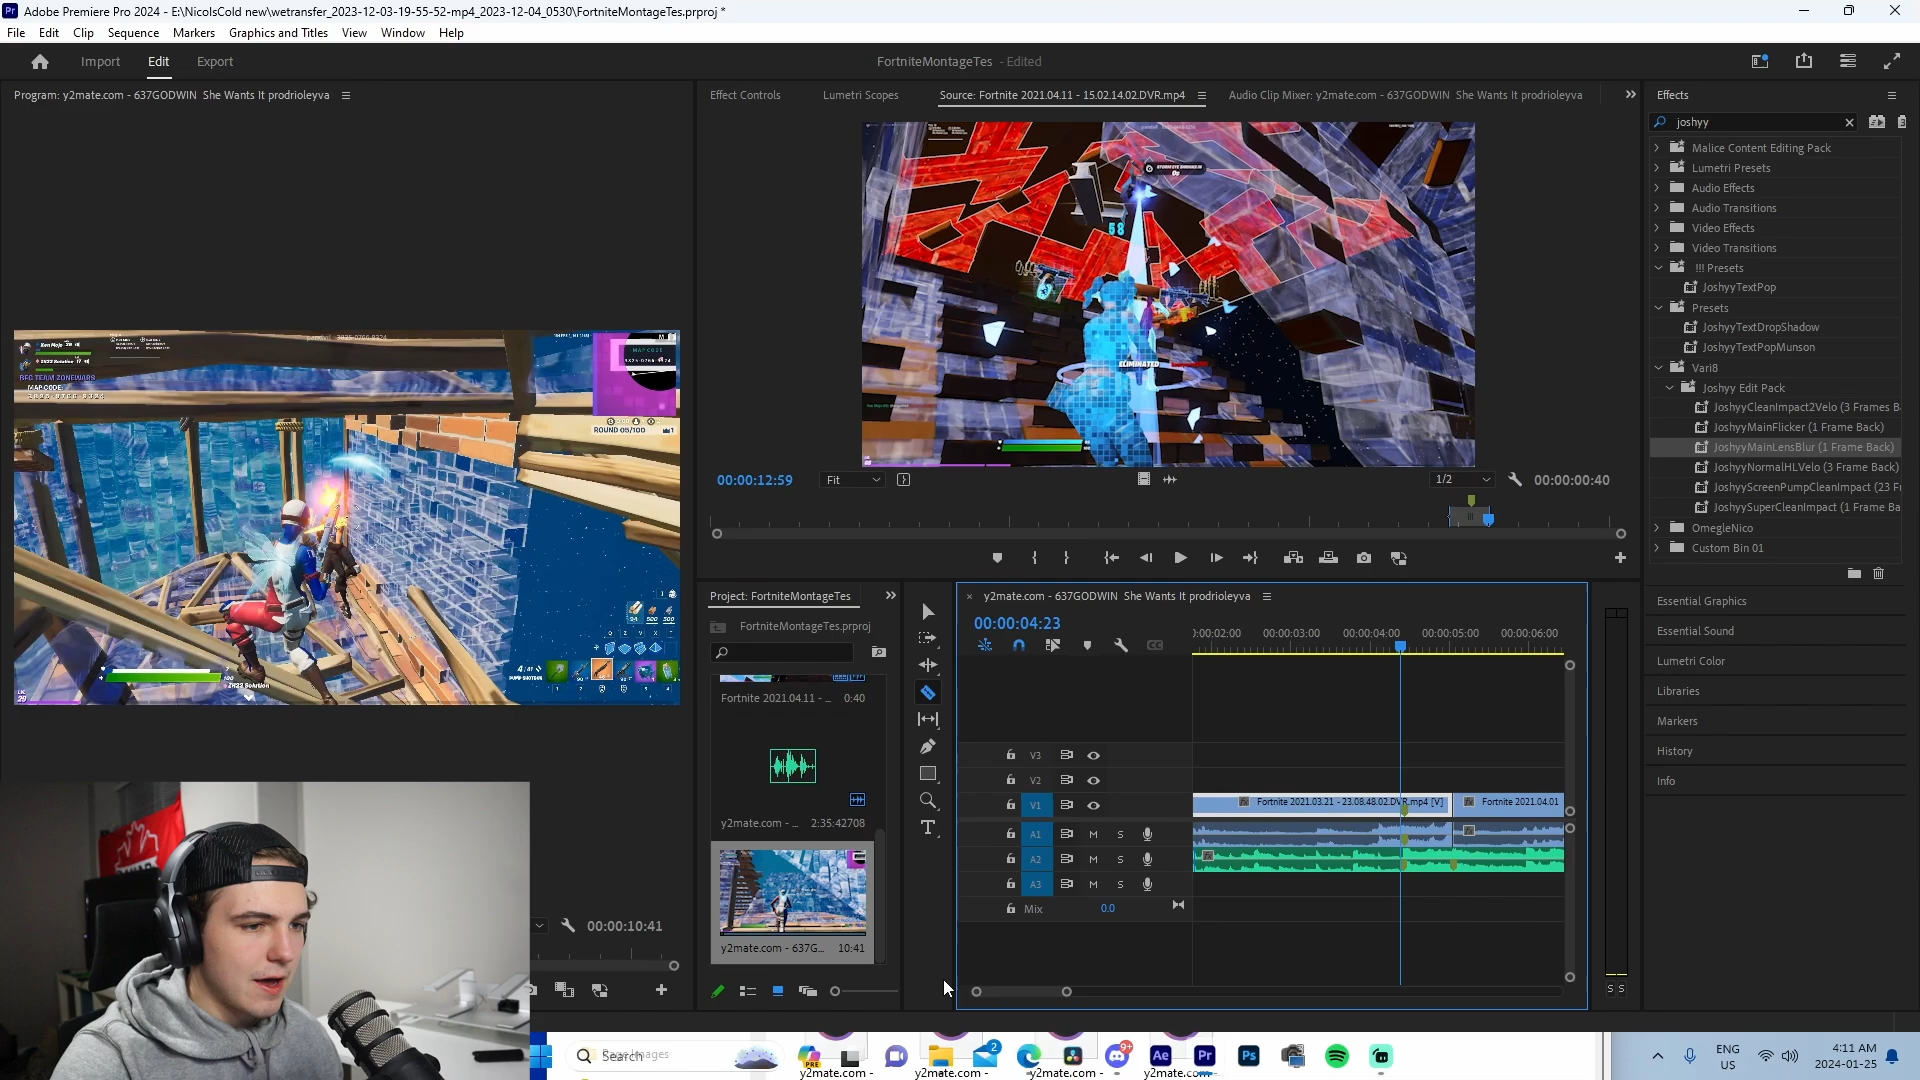 Adobe Premiere Pro 2024 - E:\NicolsCold new\wetransfer_2023-12-03-19-55-52-mp4_2023-12-04_0530\FortniteMontageTes.prproj *
File Edit Clip Sequence Markers Graphics and Titles View Window Help
Import Edit Export
FortniteMontageTes - Edited
Program: y2mate.com - 637GODWIN She Wants It prodrioleyva
Effect Controls Lumetri Scopes Source: Fortnite 2021.04.11 - 15.02.14.02.DVR.mp4 Audio Clip Mixer: y2mate.com - 637GODWIN She Wants It prodrioleyva
Effects
joshyy
Malice Content Editing Pack
Lumetri Presets
Audio Effects
Audio Transitions
Video Effects
Video Transitions
!!! Presets
JoshyyTextPop
Presets
JoshyyTextDropShadow
JoshyyTextPopMunson
Vari8
Joshyy Edit Pack
JoshyyCleanImpact2Velo (3 Frames B
JoshyyMainFlicker (1 Frame Back)
JoshyyMainLensBlur (1 Frame Back)
JoshyyNormalHLVelo (3 Frame Back)
JoshyyScreenPumpCleanImpact (23 F
JoshyySuperCleanImpact (1 Frame Ba
OmegleNico
Custom Bin 01
Essential Graphics
Essential Sound
Lumetri Color
Libraries
Markers
History
Info
58
ELIMINATED
00:00:12:59 Fit 1/2 00:00:00:40
MAP CODE:
ROUND 05/100
ZH23 Solution
00:00:10:41
Project: FortniteMontageTes
FortniteMontageTes.prproj
Fortnite 2021.04.11 - ... 0:40
y2mate.com - ... 2:35:42708
y2mate.com - 637G... 10:41
y2mate.com - 637GODWIN She Wants It prodrioleyva
00:00:04:23
):00:02:00 00:00:03:00 00:00:04:00 00:00:05:00 00:00:06:00
V3
V2
V1
Fortnite 2021.03.21 - 23.08.48.02.DVR.mp4 [V] Fortnite 2021.04.01
A1 M S
A2 M S
A3 M S
Mix 0.0
S S
Search
y2mate.com - y2mate.com - y2mate.com - y2mate.com
PRE 2 9+ Ae Pr Ps
ENG
US
4:11 AM
2024-01-25